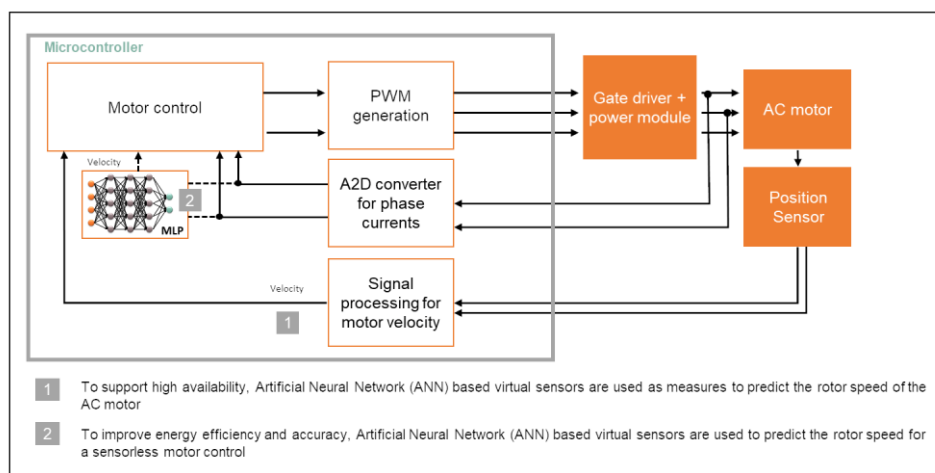 Microcontroller
Motor control
PWM
generation
Gate driver +
power module
AC motor
Velocity
2
MLP
A2D converter
for phase
currents
Position
Sensor
Velocity
1
Signal
processing for
motor velocity
1
To support high availability, Artificial Neural Network (ANN) based virtual sensors are used as measures to predict the rotor speed of the
AC motor
2
To improve energy efficiency and accuracy, Artificial Neural Network (ANN) based virtual sensors are used to predict the rotor speed for
a sensorless motor control